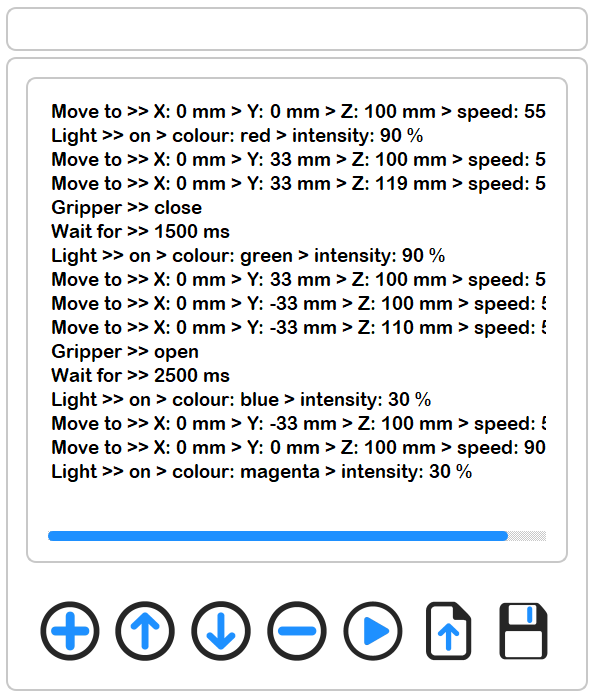 Move to >> X: 0 mm > Y: 0 mm > Z: 100 mm > speed: 55
Light >> on > colour: red > intensity: 90 %
Move to >> X: 0 mm > Y: 33 mm > Z: 100 mm > speed: 5
Move to >> X: 0 mm > Y: 33 mm > Z: 119 mm > speed: 5
Gripper >> close
Wait for >> 1500 ms
Light >> on > colour: green > intensity: 90 %
Move to >> X: 0 mm > Y: 33 mm > Z: 100 mm > speed: 5
Move to >> X: 0 mm > Y: -33 mm > Z: 100 mm > speed:
Move to >> X: 0 mm > Y: -33 mm > Z: 110 mm > speed:
Gripper >> open
Wait for >> 2500 ms
Light >> on > colour: blue > intensity: 30 %
Move to >> X: 0 mm > Y: -33 mm > Z: 100 mm > speed:
Move to >> X: 0 mm > Y: 0 mm > Z: 100 mm > speed: 90
Light >> on > colour: magenta > intensity: 30 %